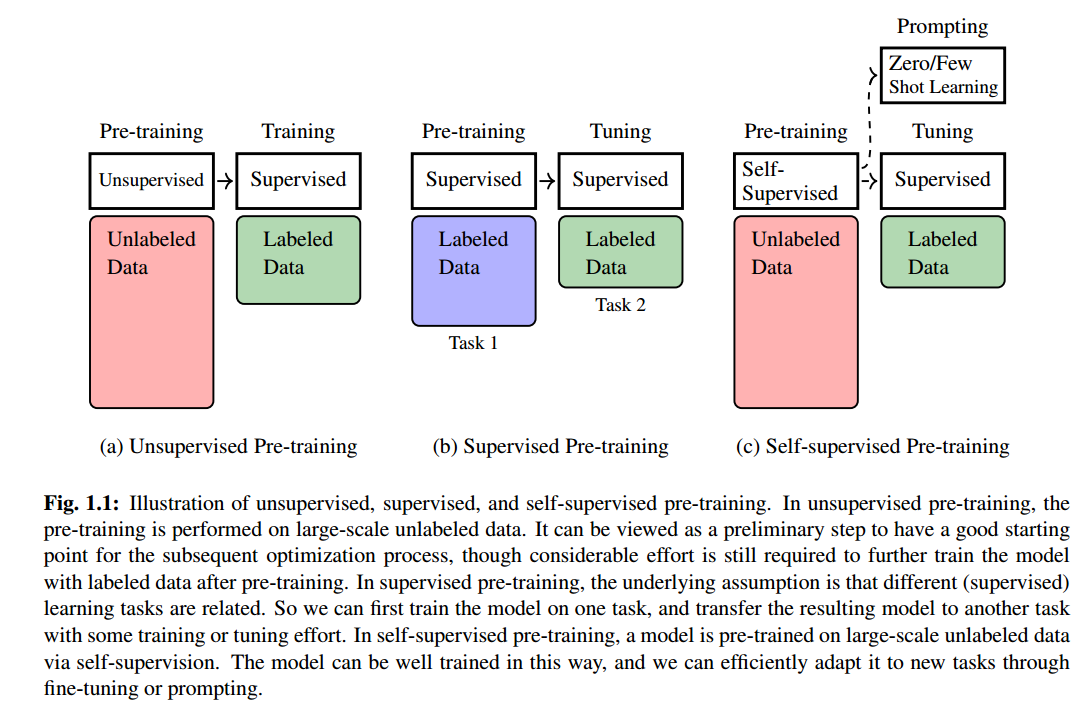 Prompting
Zero/Few
Shot Learning
Pre-training
Training
Pre-training
Tuning
Pre-training
Tuning
Unsupervised
Supervised
Supervised
Supervised
Self-
Supervised
Supervised
Unlabeled
Data
Labeled
Data
Labeled
Data
Labeled
Data
Unlabeled
Data
Labeled
Data
Task 2
Task 1
(a) Unsupervised Pre-training
(b) Supervised Pre-training
(c) Self-supervised Pre-training
Fig. 1.1: Illustration of unsupervised, supervised, and self-supervised pre-training. In unsupervised pre-training, the
pre-training is performed on large-scale unlabeled data. It can be viewed as a preliminary step to have a good starting
point for the subsequent optimization process, though considerable effort is still required to further train the model
with labeled data after pre-training. In supervised pre-training, the underlying assumption is that different (supervised)
learning tasks are related. So we can first train the model on one task, and transfer the resulting model to another task
with some training or tuning effort. In self-supervised pre-training, a model is pre-trained on large-scale unlabeled data
via self-supervision. The model can be well trained in this way, and we can efficiently adapt it to new tasks through
fine-tuning or prompting.